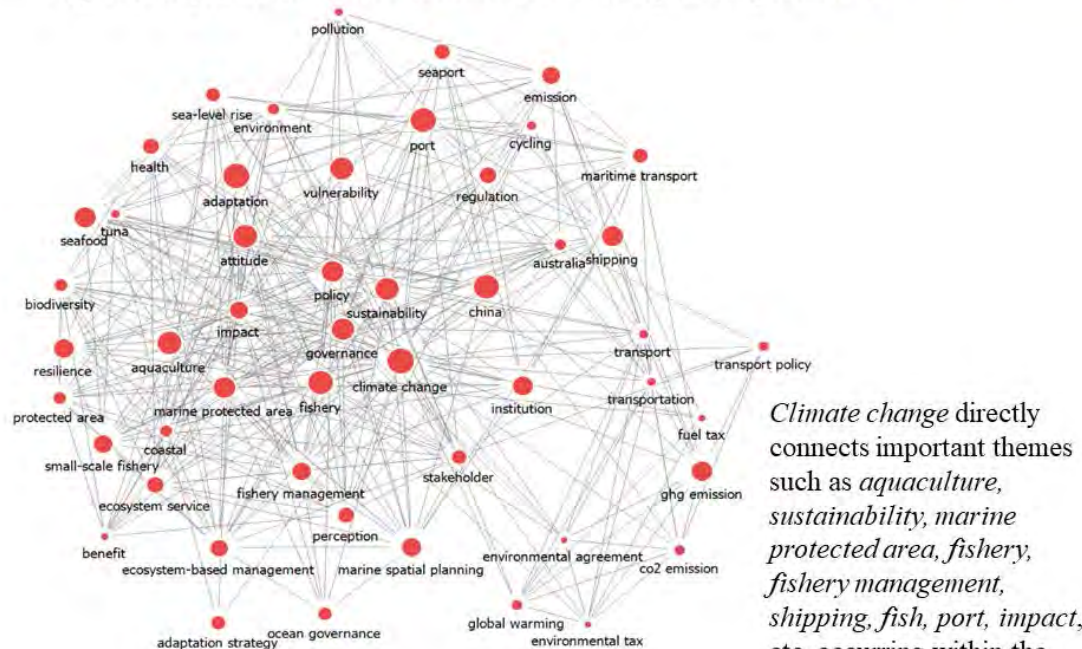 pollution
seaport
emission
sea-level rise
environment
port
cycling
health
maritime transport
adaptation
vulnerability
regulation
seafood
tuna
attitude
australia
shipping
biodiversity
policy
sustainability
china
impact
governance
transport
resilience
aquaculture
climate change
transport policy
marine protected area
fishery
institution
transportation
protected area
fuel tax
coastal
small-scale fishery
stakeholder
fishery management
ghg emission
ecosystem service
perception
benefit
ecosystem-based management
marine spatial planning
environmental agreement
co2 emission
adaptation strategy
ocean governance
global warming
environmental tax
Climate change directly
connects important themes
such as aquaculture,
sustainability, marine
protected area, fishery,
fishery management,
shipping, fish, port, impact,
etc. occurring within the